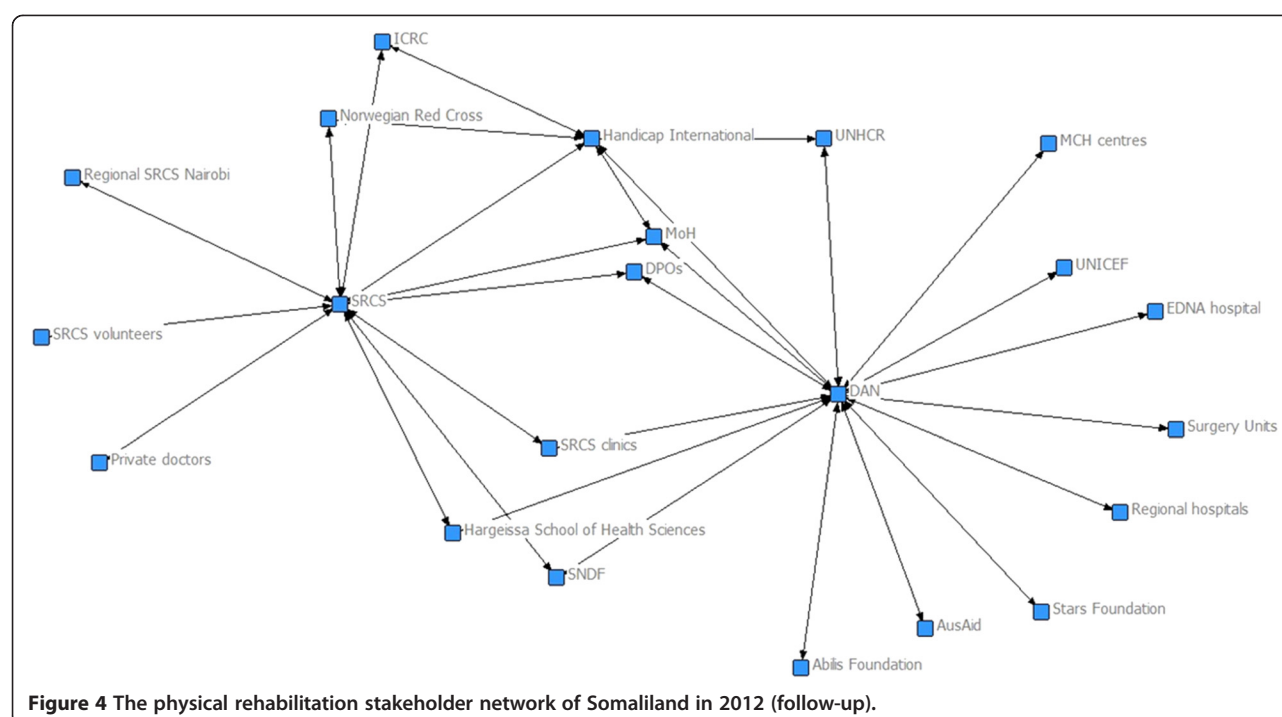 ICRC
Norwegian Red Cross
Handicap International
UNHCR
MCH centres
Regional SRCS Nairobi
MoH
DPOs
UNICEF
SRCS
EDNA hospital
SRCS volunteers
DAN
Surgery Units
SRCS clinics
Private doctors
Regional hospitals
Hargeissa School of Health Sciences
SNDF
Stars Foundation
AusAid
Abilis Foundation
Figure 4 The physical rehabilitation stakeholder network of Somaliland in 2012 (follow-up).